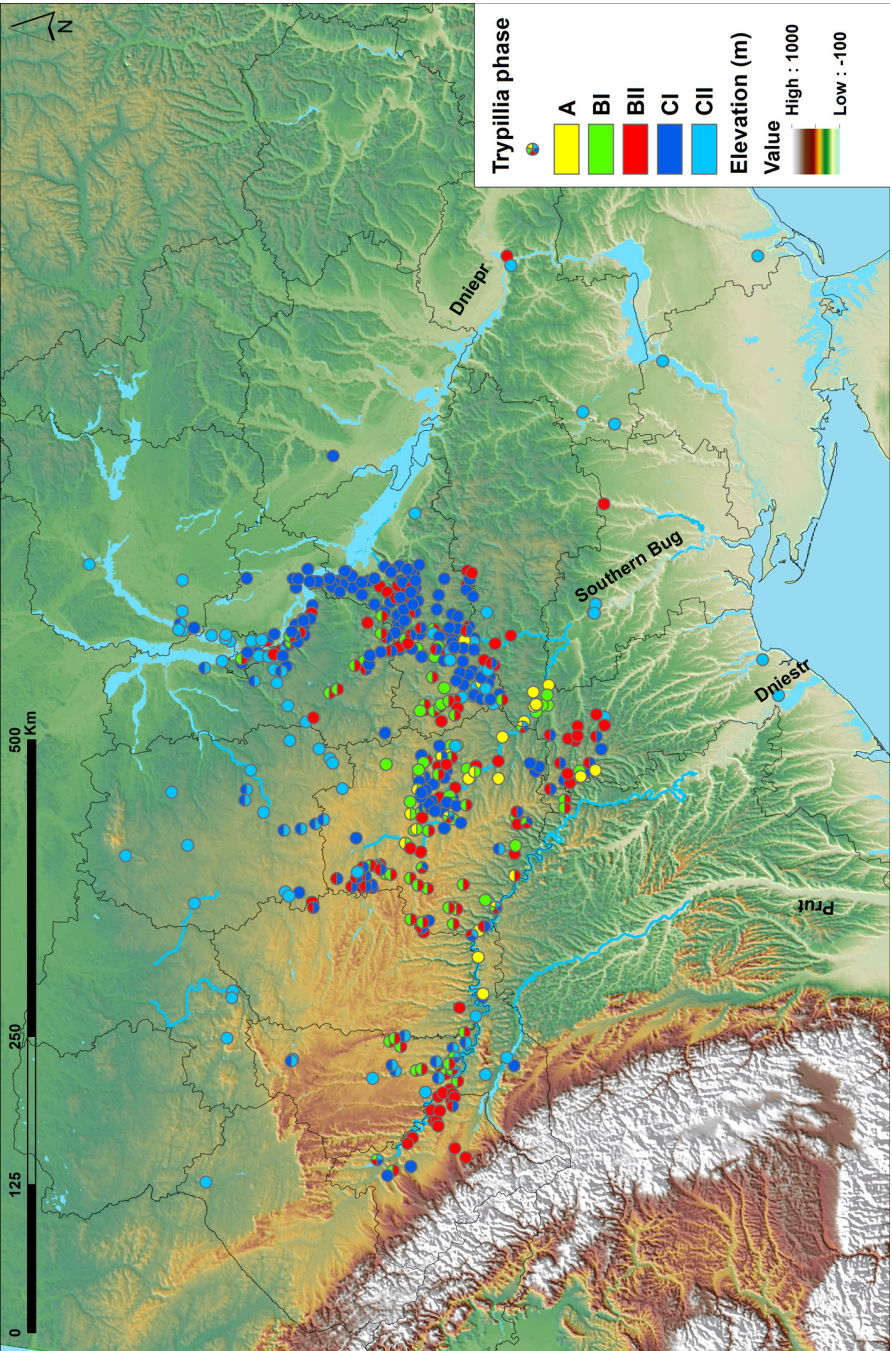 0
125
250
500
Km
N
Trypillia phase
A
BI
BII
CI
CII
Elevation (m)
Value
High : 1000
Low : -100
Dniepr
Southern Bug
Dniestr
Prut